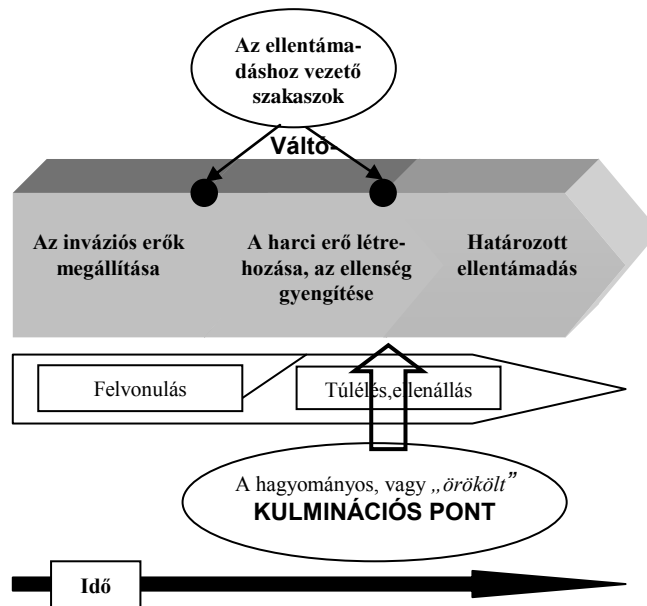 Az ellentáma-
dáshoz vezető
szakaszok
Váltó-
Az inváziós erők
megállítása
A harci erő létre-
hozása, az ellenség
gyengítése
Határozott
ellentámadás
Felvonulás
Túlélés,ellenállás
A hagyományos, vagy „örökölt”
KULMINÁCIÓS PONT
Idő